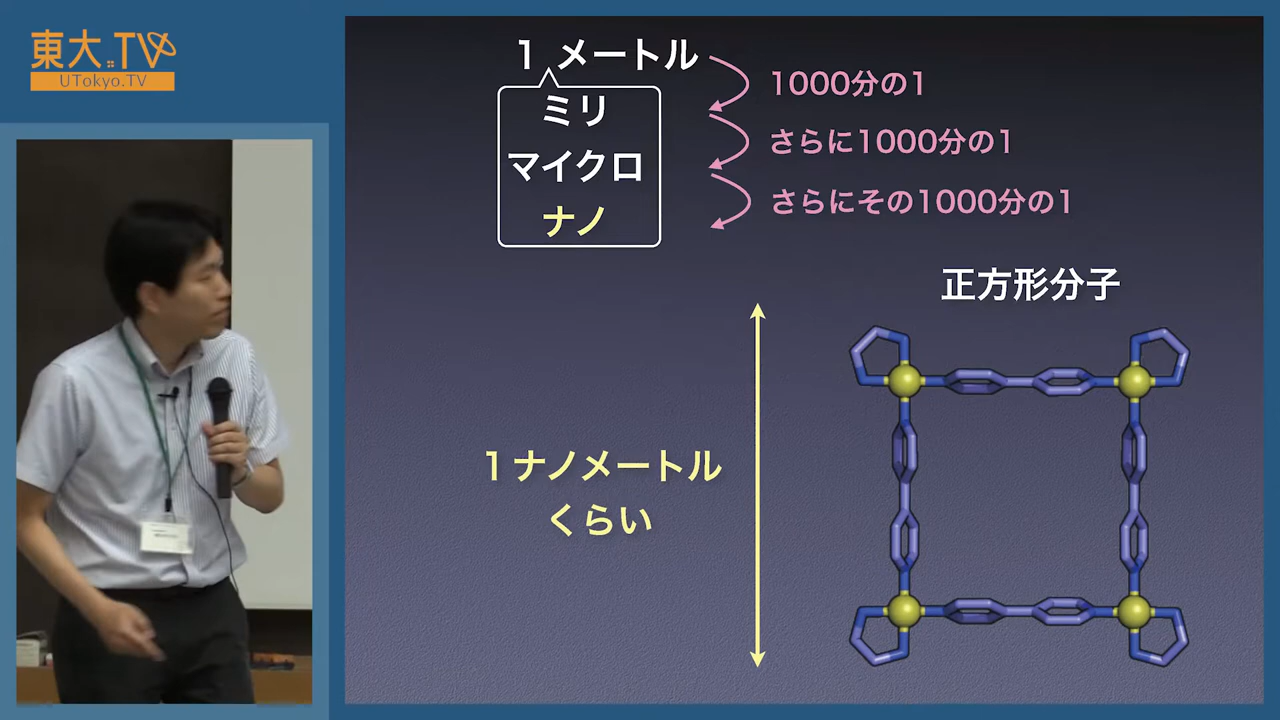 東大.TV
UTokyo.TV
1 メートル
ミリ
マイクロ
ナノ
1000分の1
さらに1000分の1
さらにその1000分の1
正方形分子
1ナノメートル
くらい